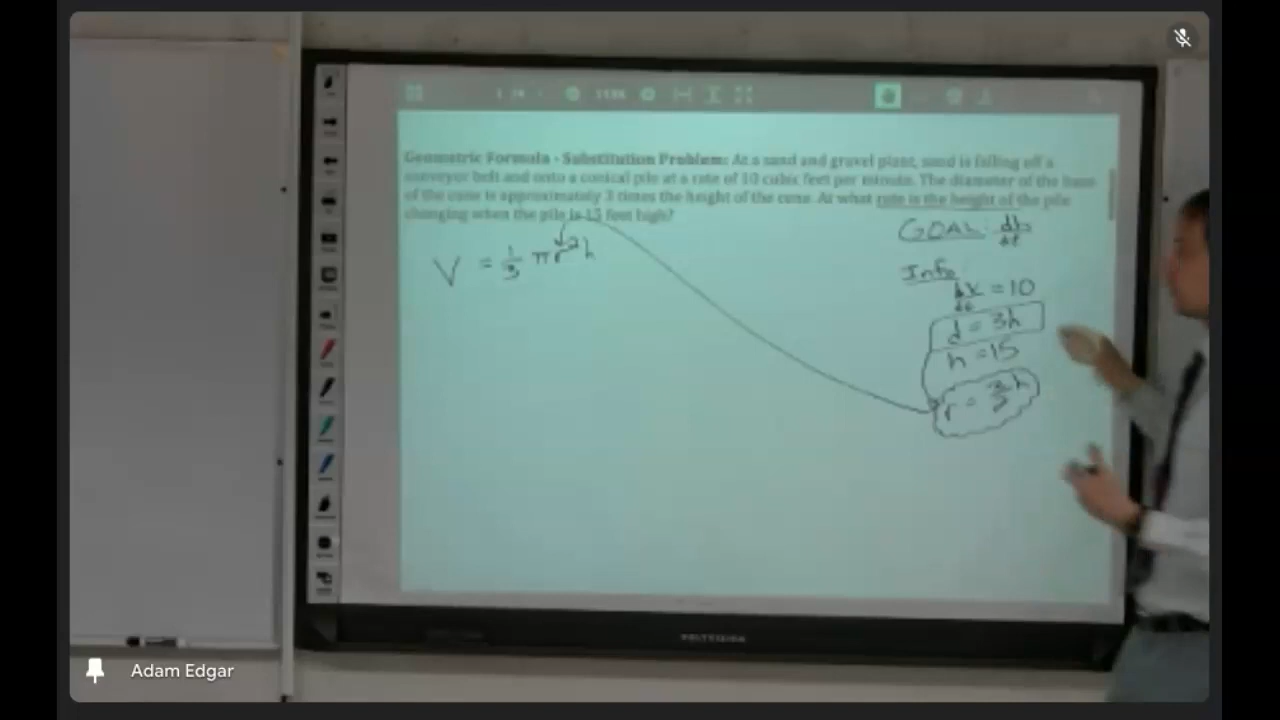 Geometric Formula - Substitution Problem: At a sand and gravel plant, sand is falling off a
conveyor belt and onto a conical pile at a rate of 10 cubic feet per minute. The diameter of the base
of the cone is approximately 3 times the height of the cone. At what rate is the height of the pile
changing when the pile is 15 feet high?
GOAL: dh/dt
V = 1/3 πr²h
Info
dV/dt = 10
d = 3h
h = 15
r = 3/2 h
POLYVISION
Adam Edgar